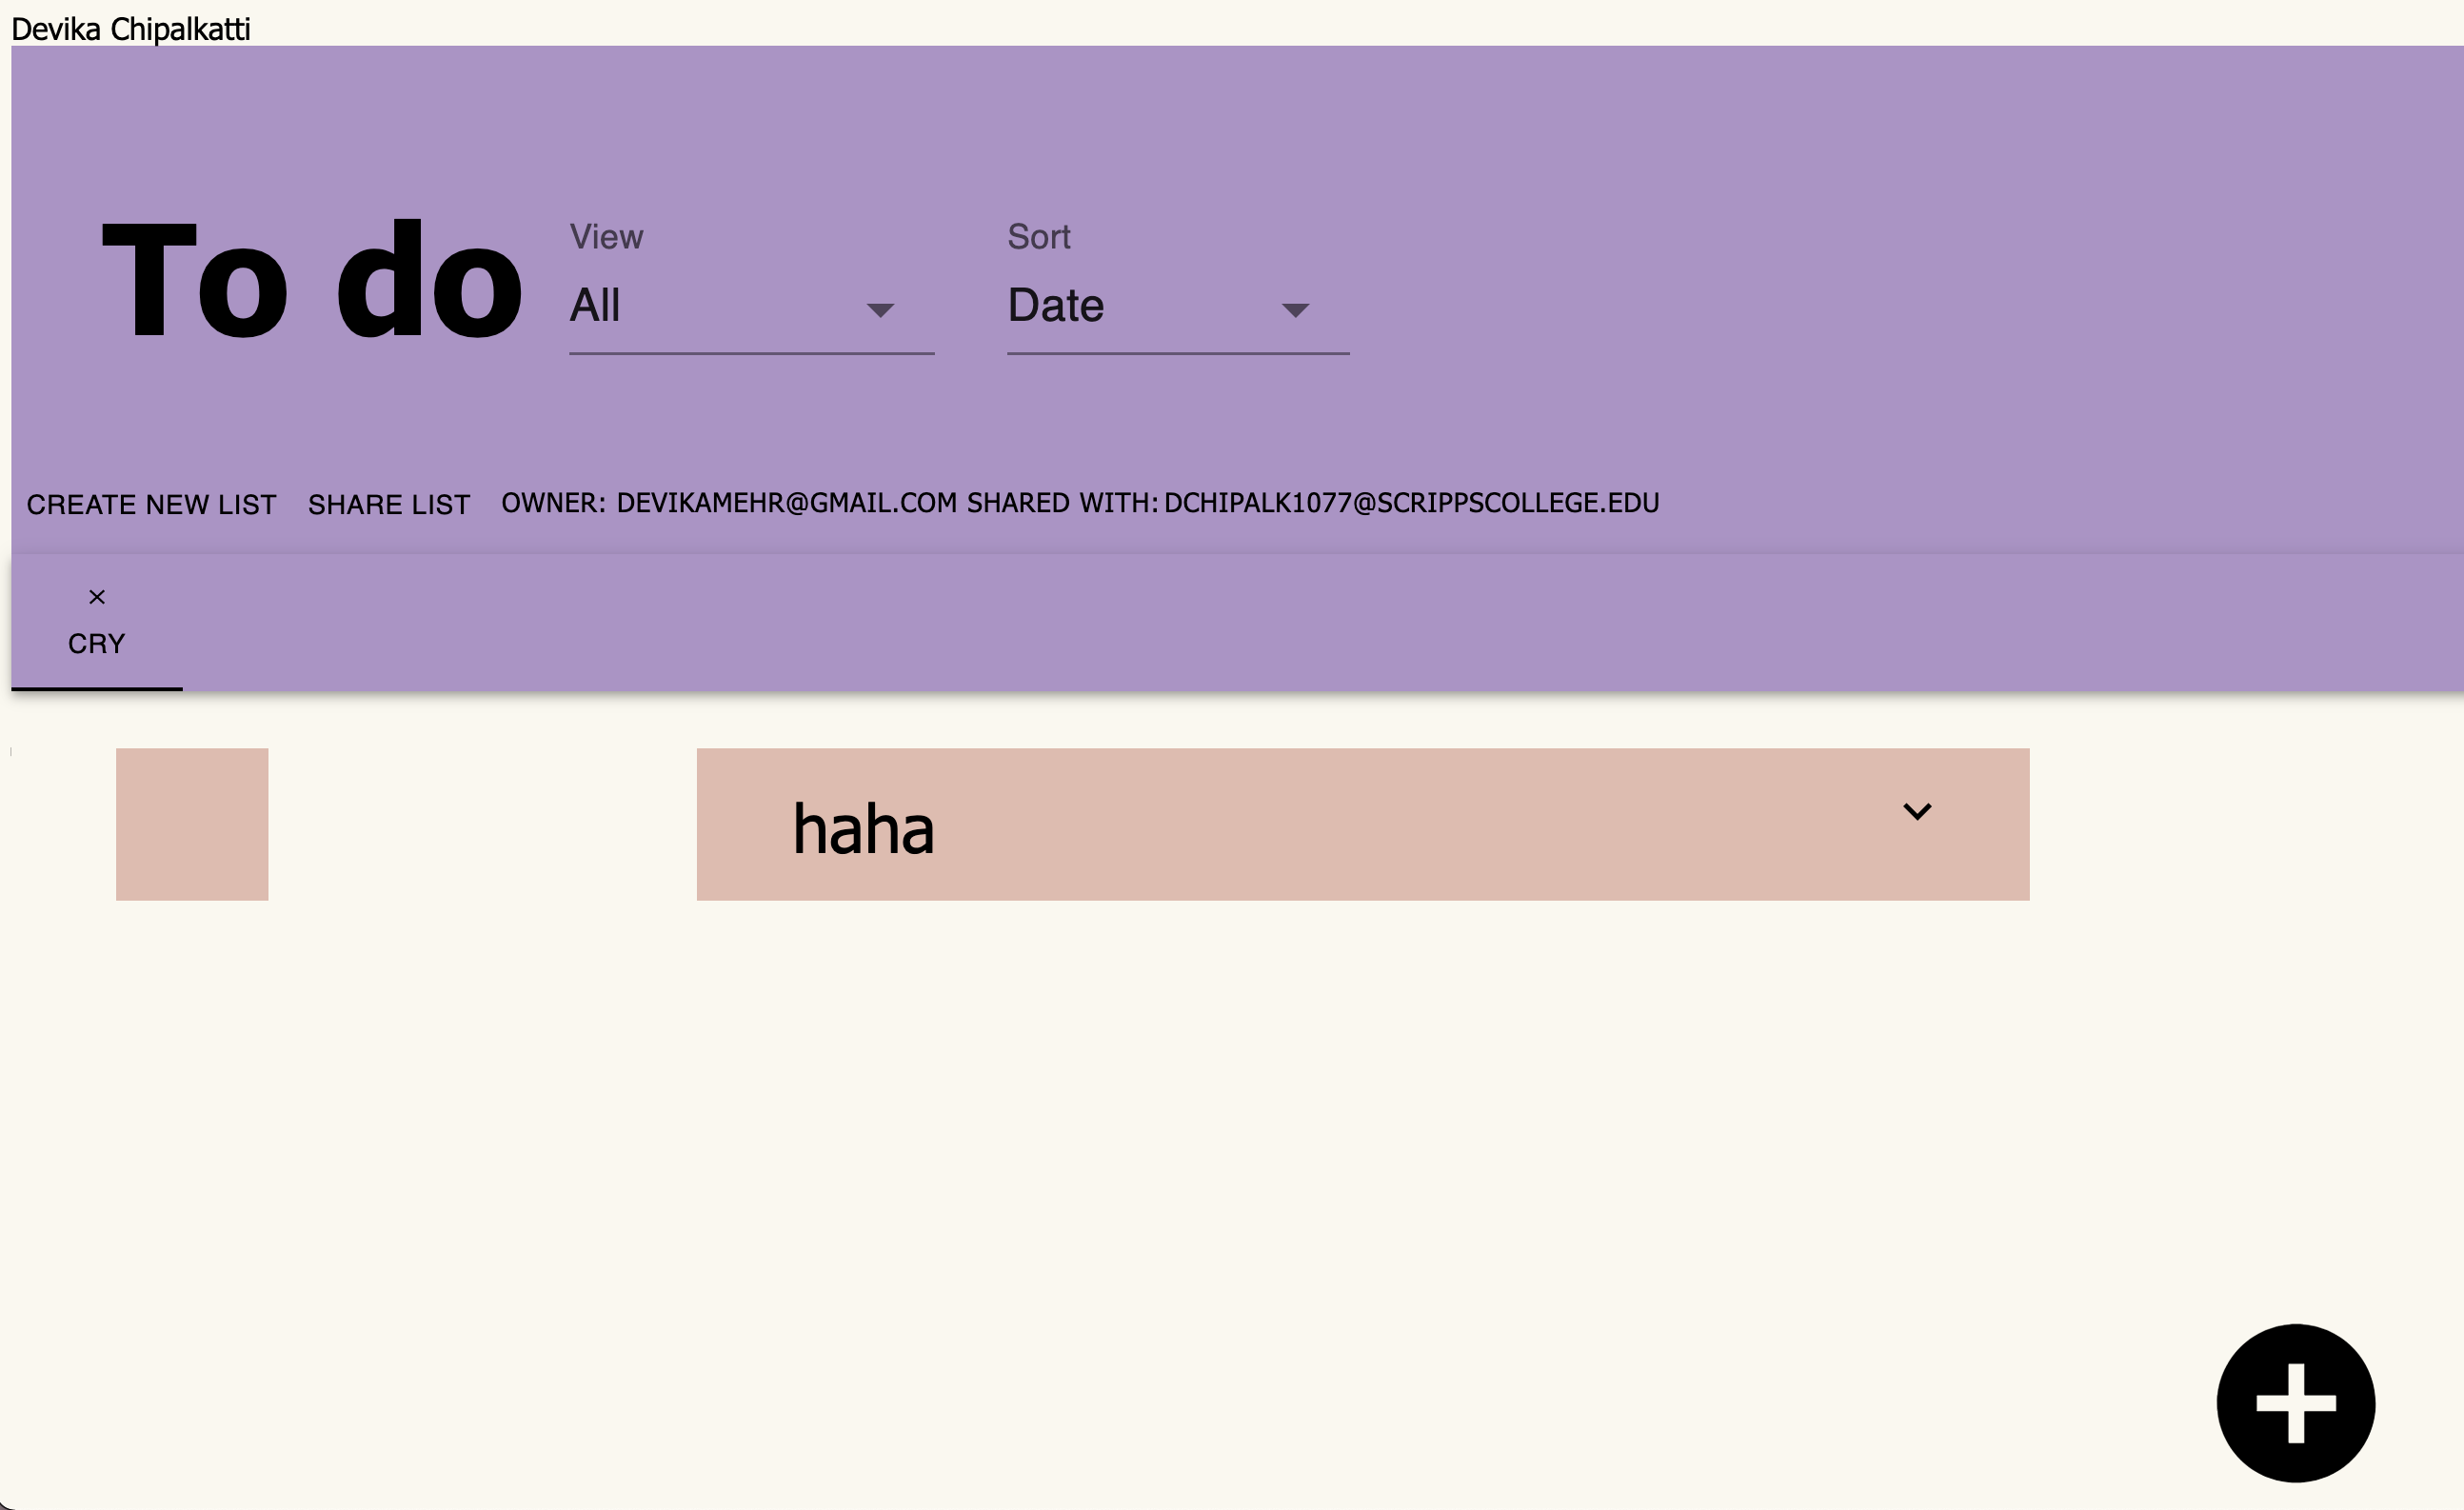 Devika Chipalkatti
To do
View
All
Sort
Date
CREATE NEW LIST
SHARE LIST
OWNER: DEVIKAMEHR@GMAIL.COM SHARED WITH: DCHIPALK1077@SCRIPPSCOLLEGE.EDU
CRY
haha